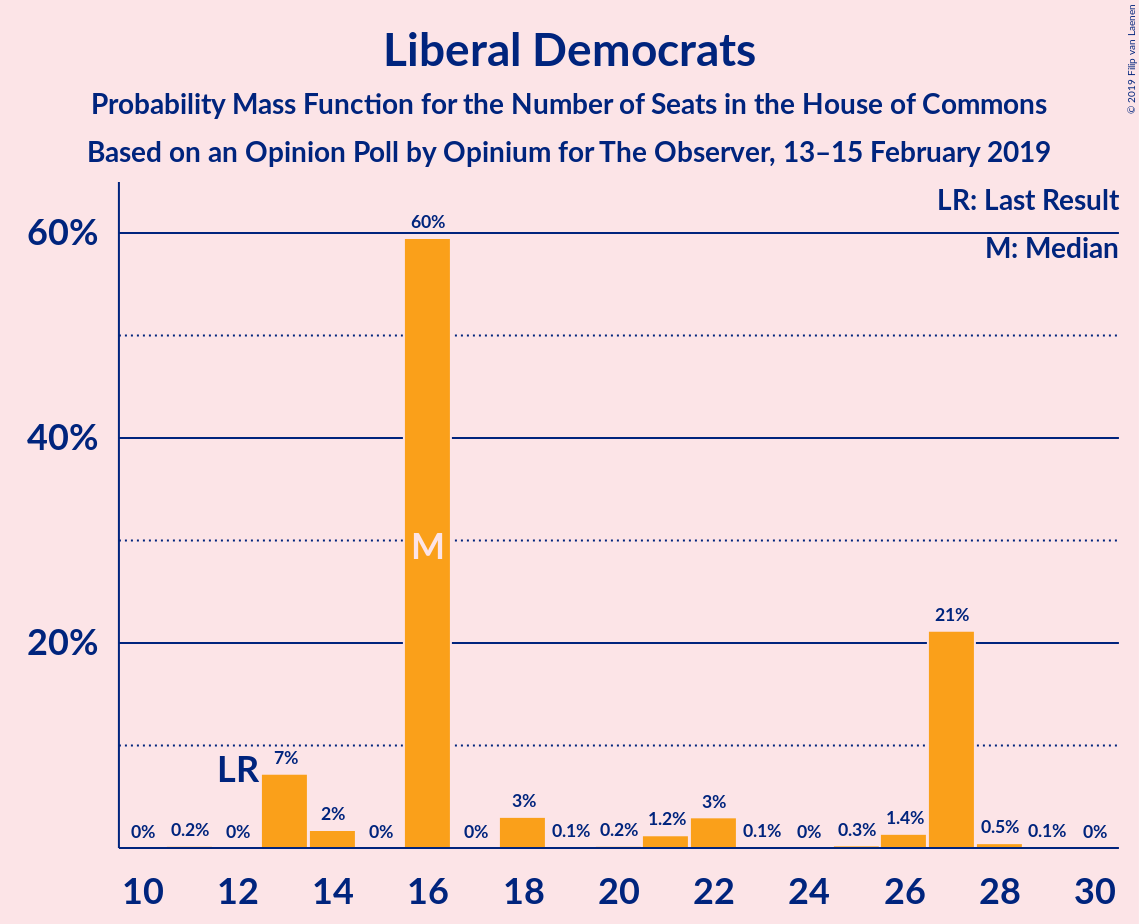 Liberal Democrats
Probability Mass Function for the Number of Seats in the House of Commons
Based on an Opinion Poll by Opinium for The Observer, 13–15 February 2019
© 2019 Filip van Laenen
LR: Last Result
M: Median
60%
40%
20%
0%
0.2%
0%
LR
7%
2%
0%
60%
M
0%
3%
0.1%
0.2%
1.2%
3%
0.1%
0%
0.3%
1.4%
21%
0.5%
0.1%
0%
10 12 14 16 18 20 22 24 26 28 30